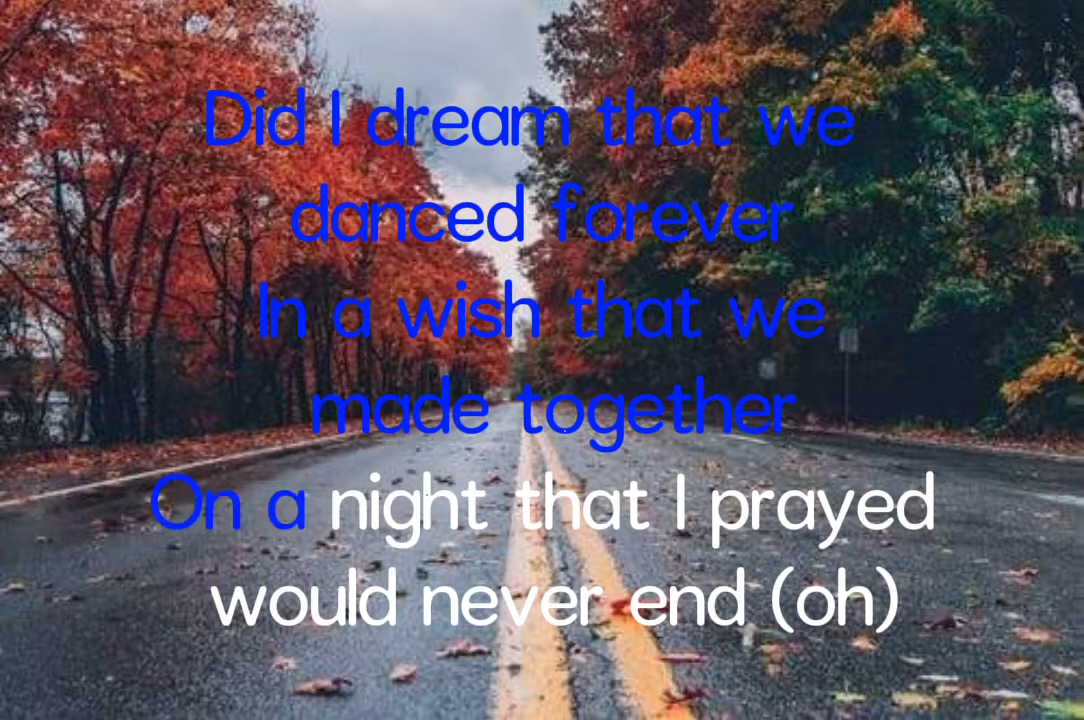 Did I dream that we
danced forever
In a wish that we
made together
On a night that I prayed
would never end (oh)